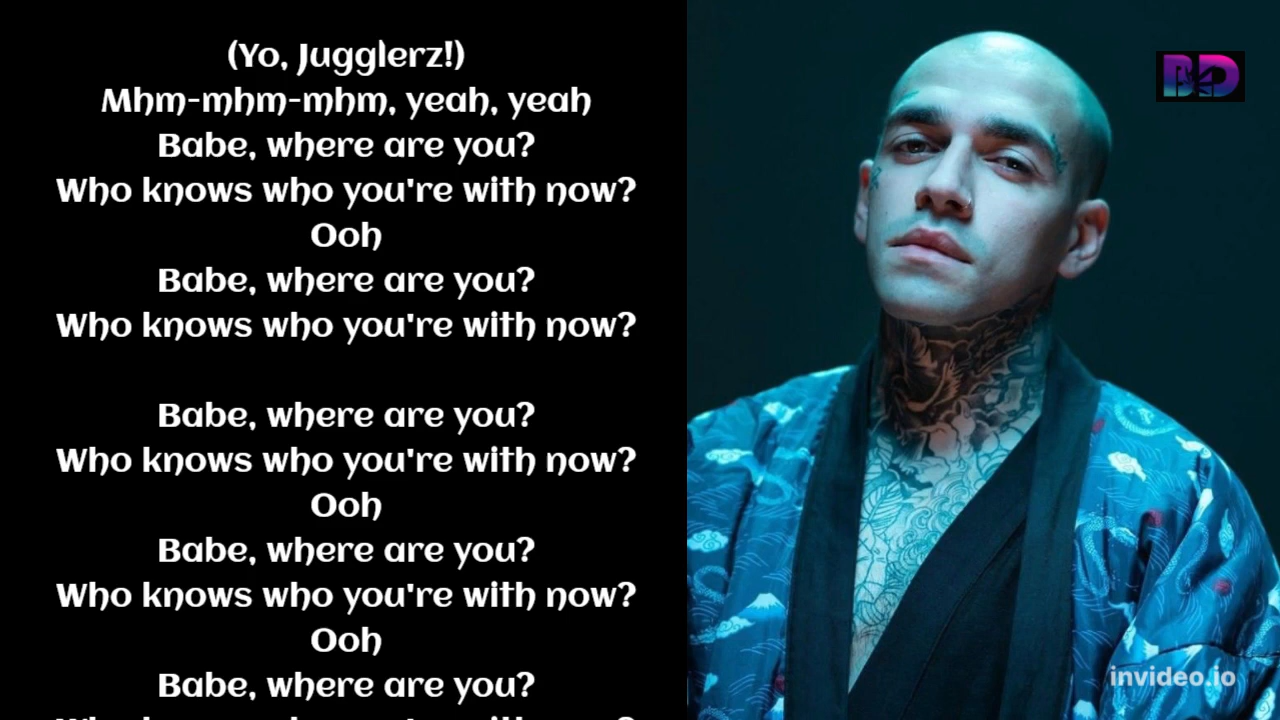 (Yo, Jugglerz!)
Mhm-mhm-mhm, yeah, yeah
Babe, where are you?
Who knows who you're with now?
Ooh
Babe, where are you?
Who knows who you're with now?
Babe, where are you?
Who knows who you're with now?
Ooh
Babe, where are you?
Who knows who you're with now?
Ooh
Babe, where are you?
BD
invideo.io